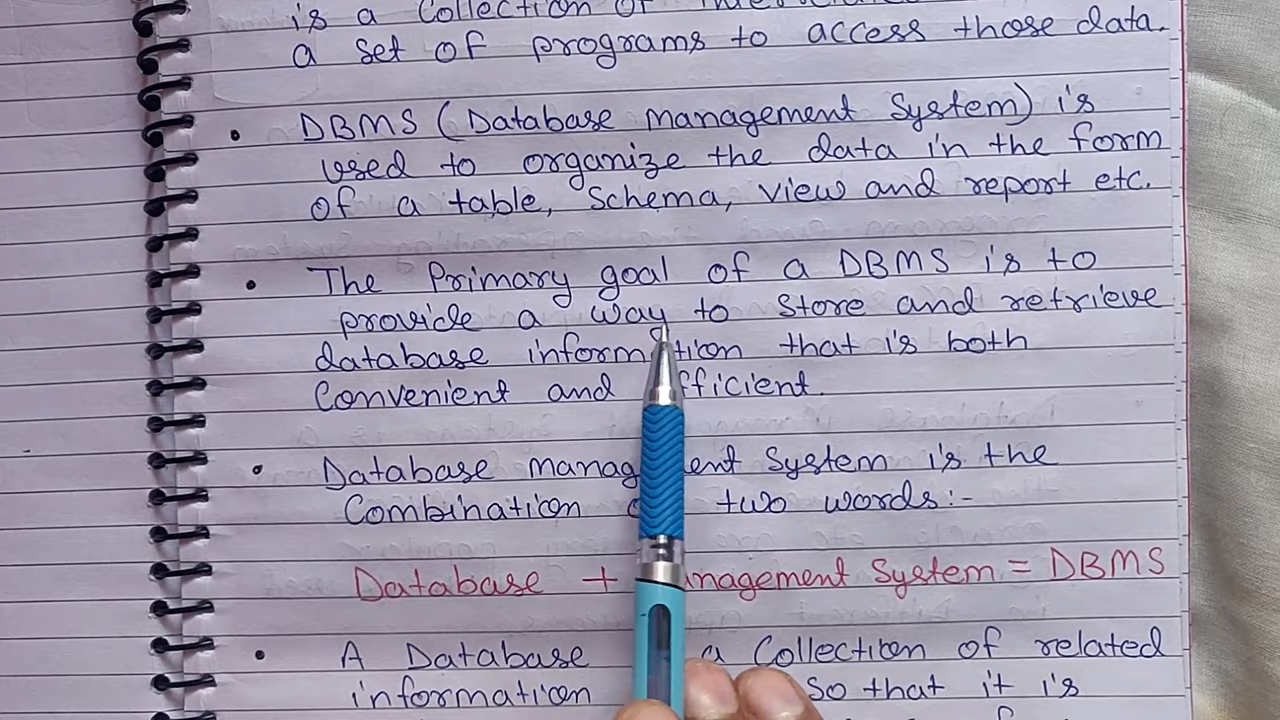 is a Collection of
a set of programs to access those data.
• DBMS (Database Management System) is
used to organize the data in the form
of a table, Schema, view and report etc.
• The Primary goal of a DBMS is to
provide a way to store and retrieve
database information that is both
Convenient and efficient.
• Database management System is the
Combination two words:-
Database + Management System = DBMS
• A Database a Collection of related
information so that it is